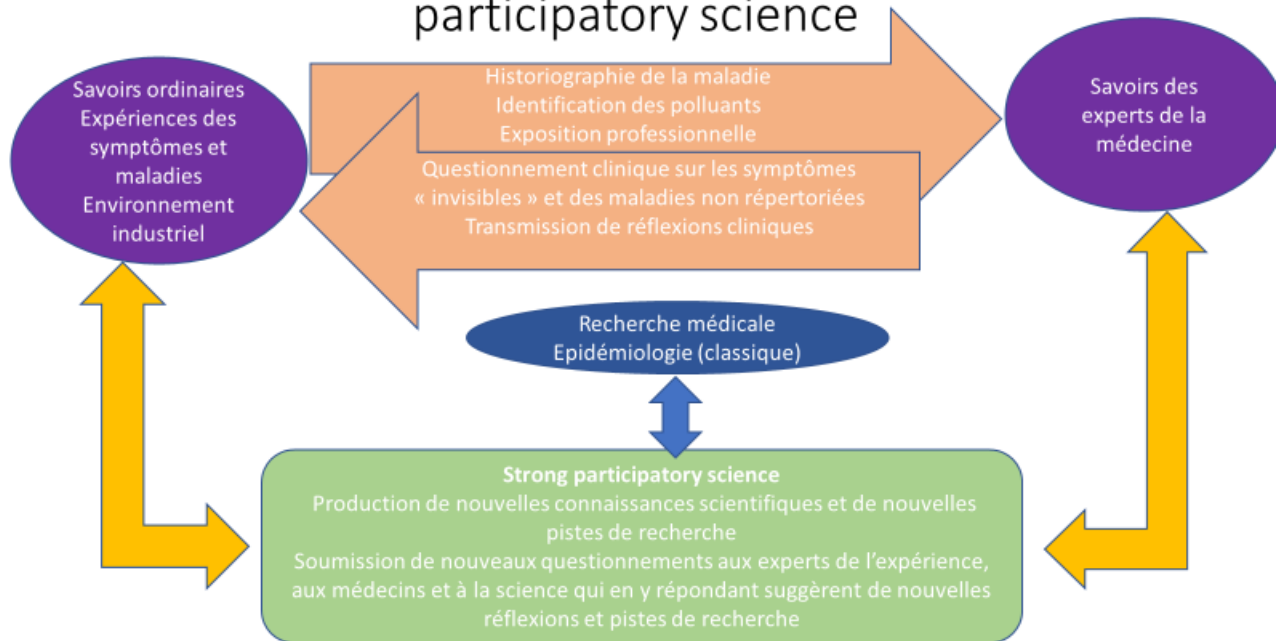 participatory science
Savoirs ordinaires
Expériences des
symptômes et
maladies
Environnement
industriel
Historiographie de la maladie
Identification des polluants
Exposition professionnelle
Questionnement clinique sur les symptômes
« invisibles » et des maladies non répertoriées
Transmission de réflexions cliniques
Savoirs des
experts de la
médecine
Recherche médicale
Epidémiologie (classique)
Strong participatory science
Production de nouvelles connaissances scientifiques et de nouvelles
pistes de recherche
Soumission de nouveaux questionnements aux experts de l'expérience,
aux médecins et à la science qui en y répondant suggèrent de nouvelles
réflexions et pistes de recherche